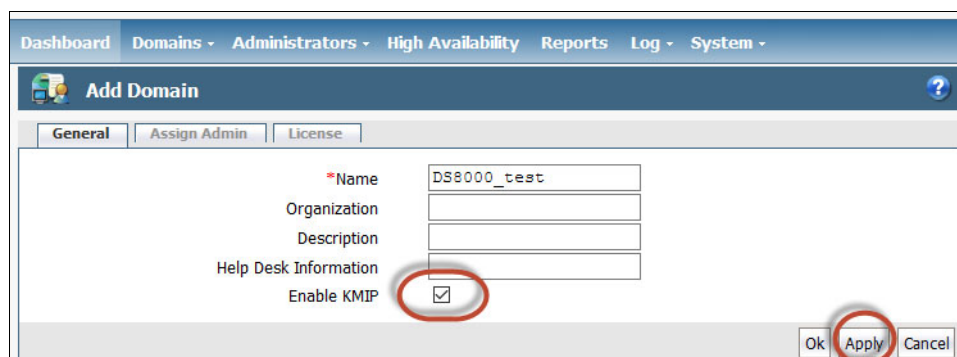 Dashboard Domains Administrators High Availability Reports Log System
Add Domain ?
General Assign Admin License
*Name DS8000_test
Organization
Description
Help Desk Information
Enable KMIP
Ok Apply Cancel